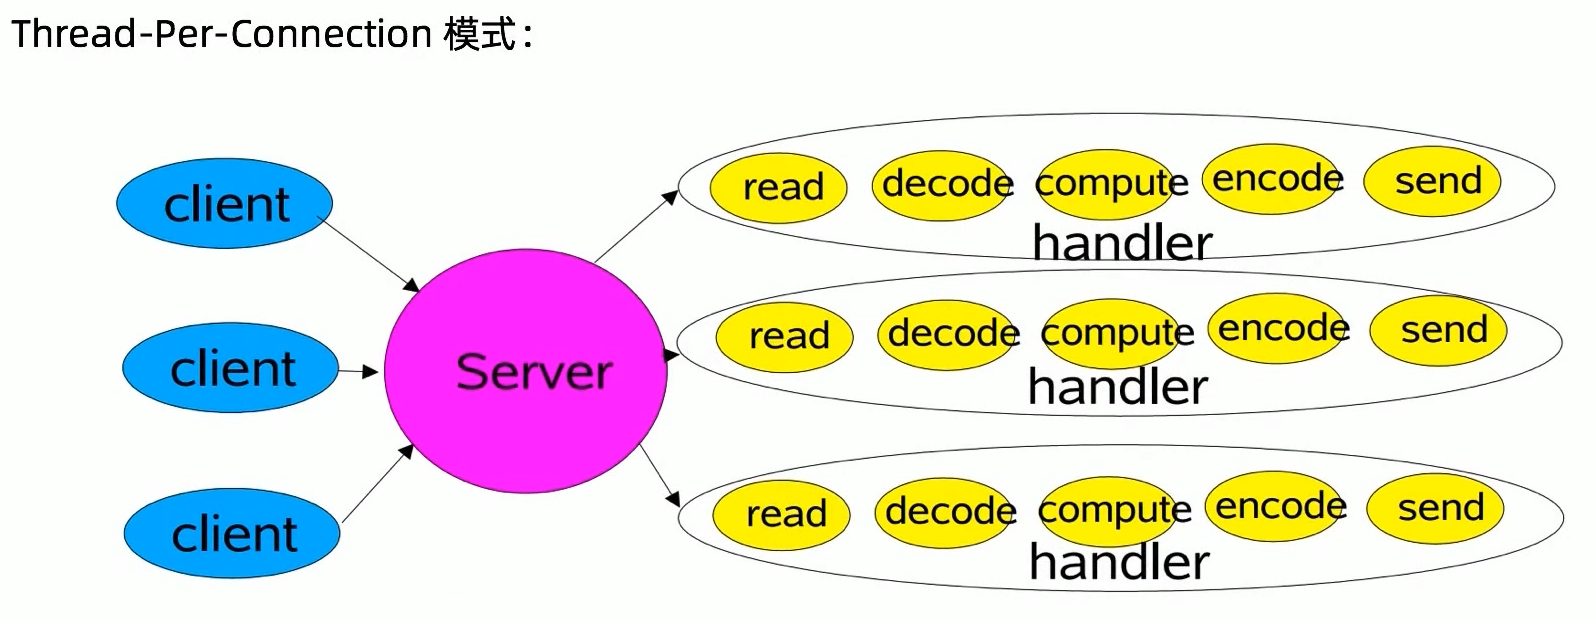 Thread-Per-Connection 模式：
client
client
client
Server
read decode compute encode send
handler
read decode compute encode send
handler
read decode compute encode send
handler